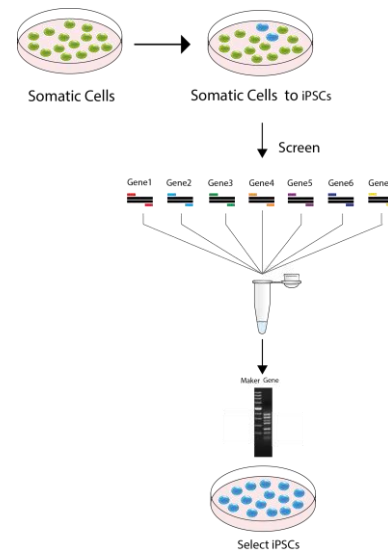 Somatic Cells
Somatic Cells to iPSCs
Screen
Gene1 Gene2 Gene3 Gene4 Gene5 Gene6 Gene
Maker Gene
Select iPSCs